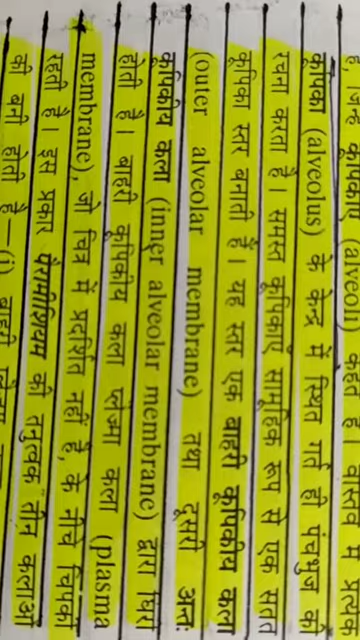 है, जिन्हें कूपिकाएँ (alveoli) कहते हैं। वास्तव में प्रत्येक
कूपिका (alveolus) के केन्द्र में स्थित गर्त ही पंचभुज की
रचना करता है। समस्त कूपिकाएँ सामूहिक रूप से एक सतत
कूपिका स्तर बनाती हैं। यह स्तर एक बाहरी कूपिकीय कला
(outer alveolar membrane) तथा दूसरी अन्तः
कूपिकीय कला (inner alveolar membrane) द्वारा घिरा
होती है। बाहरी कूपिकीय कला प्लेज्मा कला (plasma
membrane), जो चित्र में प्रदर्शित नहीं है, के नीचे चिपकी
रहती है। इस प्रकार पैरामीशियम की तनुत्वक तीन कलाओं
की बनी होती है—(i) बाहरी